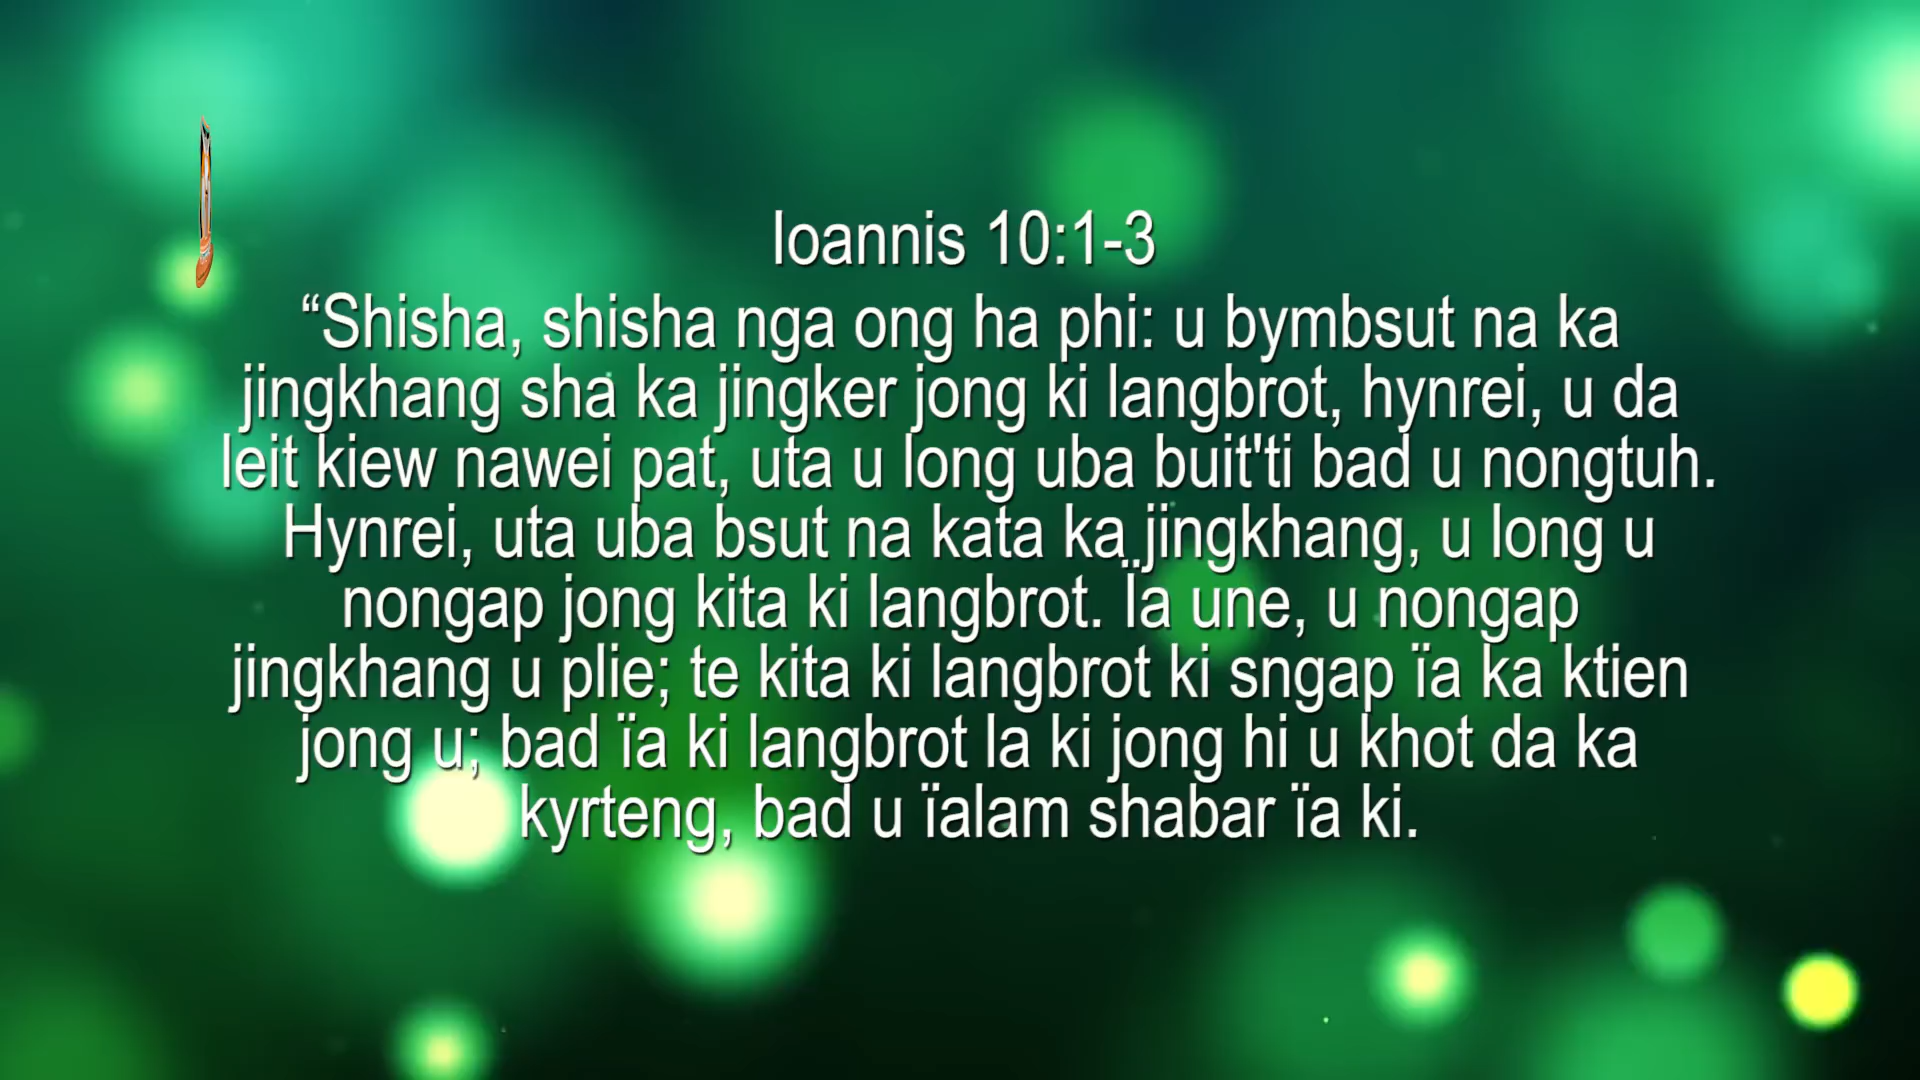 Ioannis 10:1-3
“Shisha, shisha nga ong ha phi: u bymbsut na ka
jingkhang sha ka jingker jong ki langbrot, hynrei, u da
leit kiew nawei pat, uta u long uba buit'ti bad u nongtuh.
Hynrei, uta uba bsut na kata ka jingkhang, u long u
nongap jong kita ki langbrot. Ïa une, u nongap
jingkhang u plie; te kita ki langbrot ki sngap ïa ka ktien
jong u; bad ïa ki langbrot la ki jong hi u khot da ka
kyrteng, bad u ïalam shabar ïa ki.